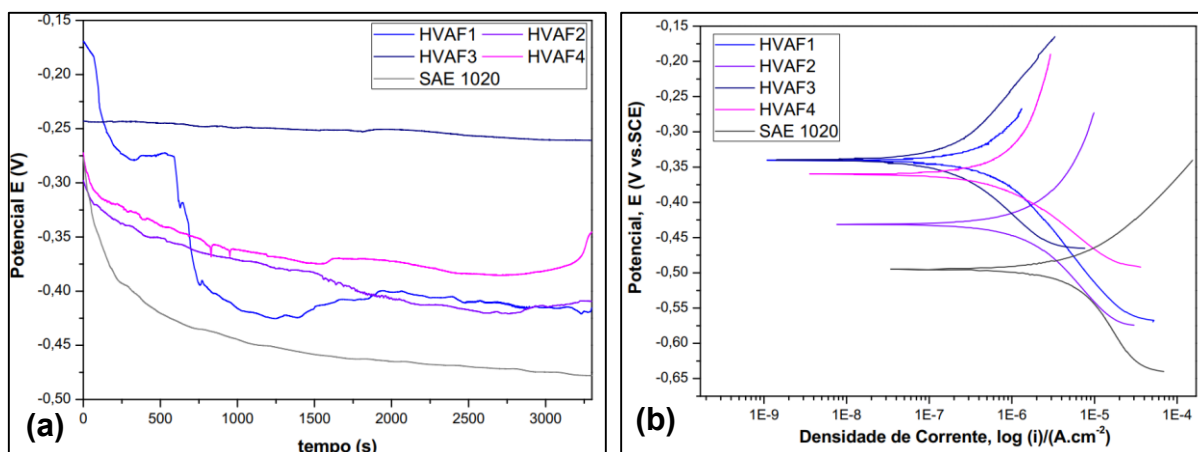 HVAF1 HVAF2
HVAF3 HVAF4
SAE 1020
-0,15
-0,20
-0,25
-0,30
-0,35
-0,40
-0,45
-0,50
Potencial E (V)
0 500 1000 1500 2000 2500 3000
tempo (s)
(a)
HVAF1
HVAF2
HVAF3
HVAF4
SAE 1020
-0,15
-0,20
-0,25
-0,30
-0,35
-0,40
-0,45
-0,50
-0,55
-0,60
-0,65
Potencial, E (V vs.SCE)
1E-9 1E-8 1E-7 1E-6 1E-5 1E-4
Densidade de Corrente, log (i)/(A.cm⁻²)
(b)